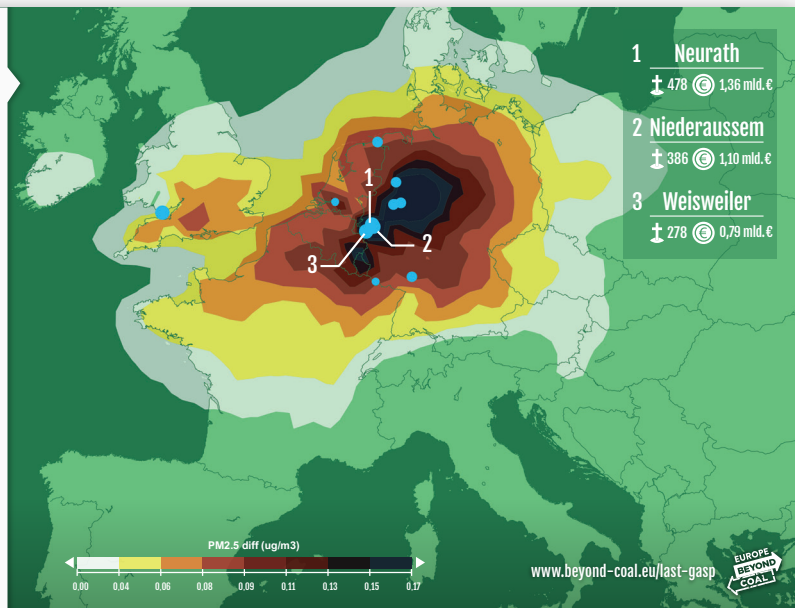 1 Neurath
478 € 1,36 mld.€
2 Niederaussem
386 € 1,10 mld.€
3 Weisweiler
278 € 0,79 mld.€
1
2
3
PM2.5 diff (ug/m3)
0.00 0.04 0.06 0.08 0.09 0.11 0.13 0.15 0.17
www.beyond-coal.eu/last-gasp
EUROPE
BEYOND
COAL